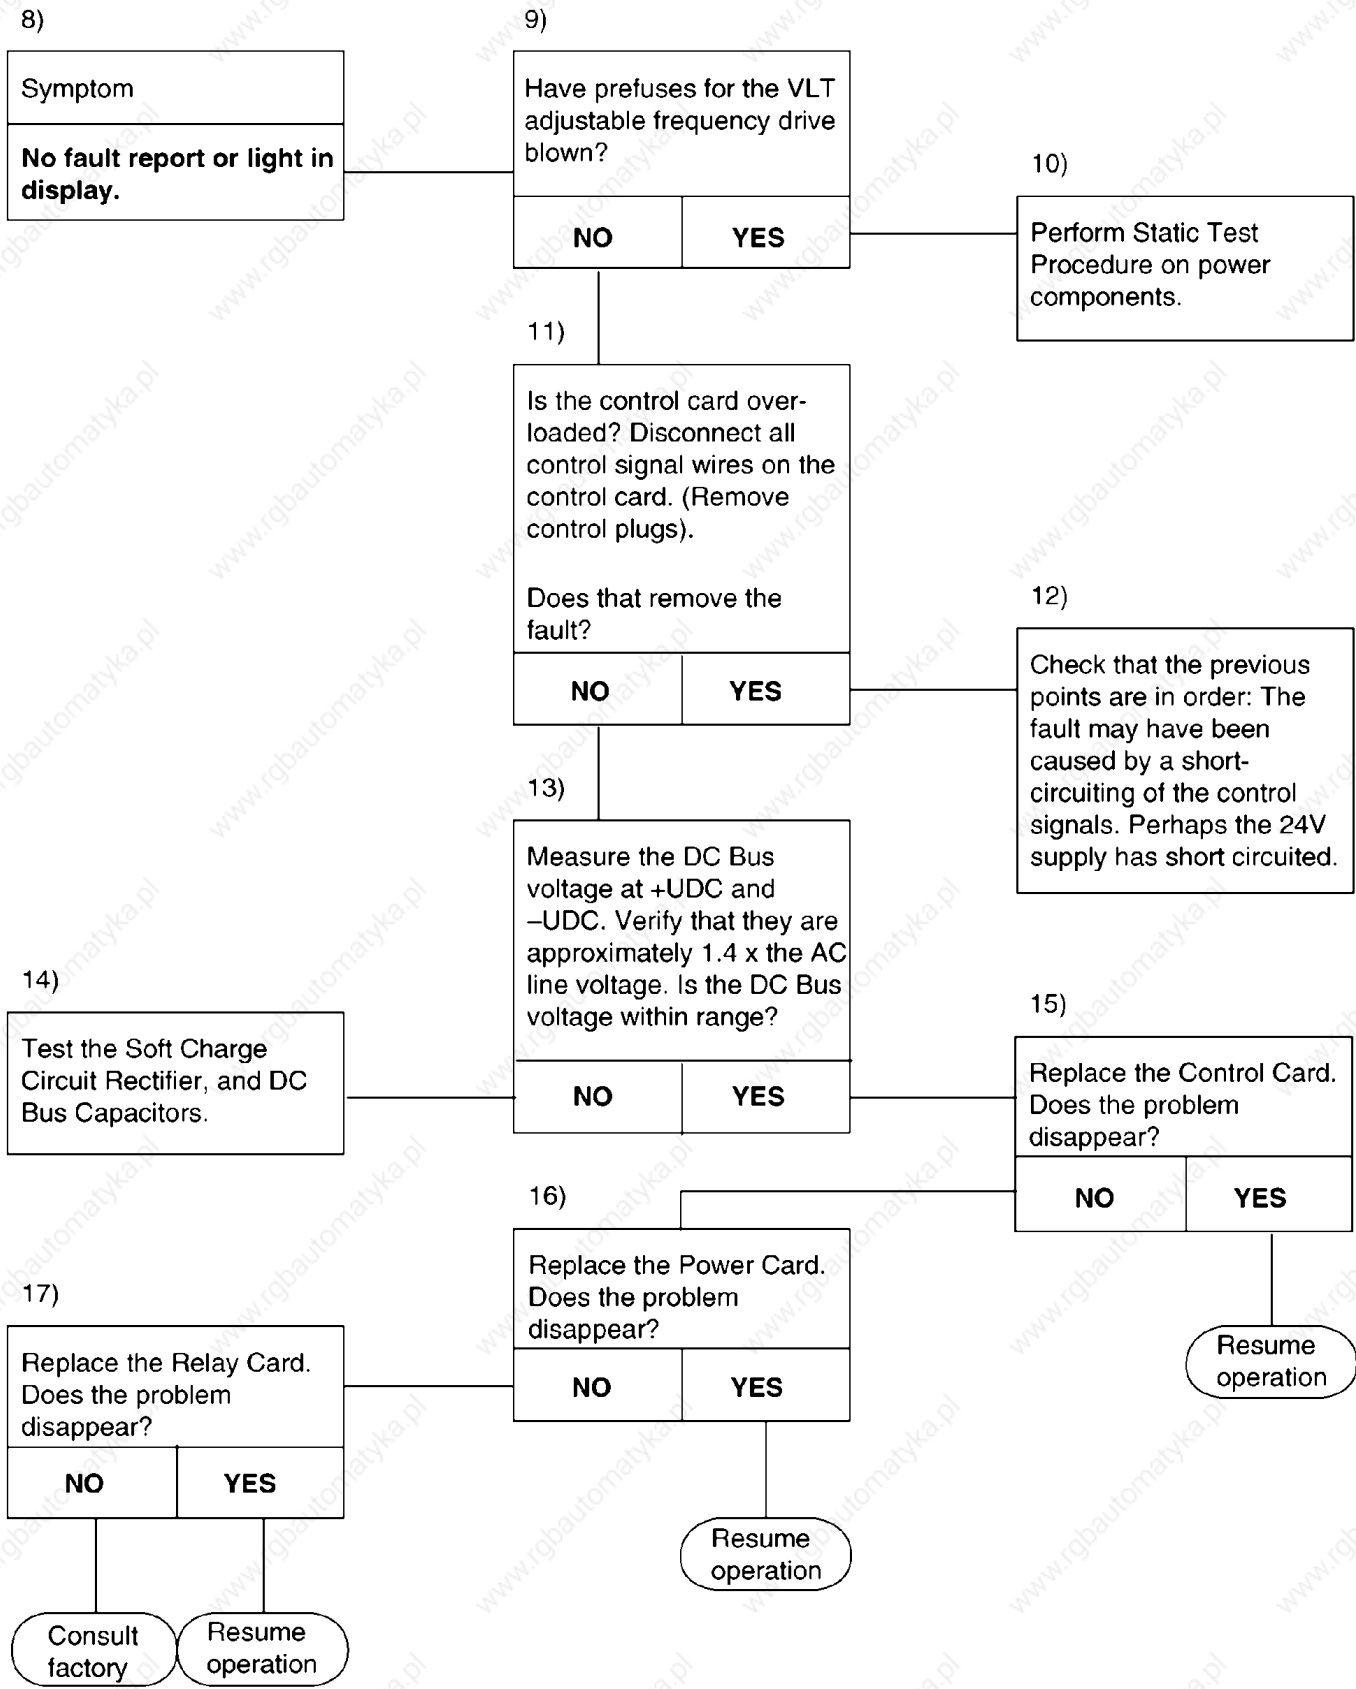 8)
Symptom
No fault report or light in
display.
9)
Have prefuses for the VLT
adjustable frequency drive
blown?
NO
YES
10)
Perform Static Test
Procedure on power
components.
11)
Is the control card over-
loaded? Disconnect all
control signal wires on the
control card. (Remove
control plugs).
Does that remove the
fault?
NO
YES
12)
Check that the previous
points are in order: The
fault may have been
caused by a short-
circuiting of the control
signals. Perhaps the 24V
supply has short circuited.
13)
Measure the DC Bus
voltage at +UDC and
–UDC. Verify that they are
approximately 1.4 x the AC
line voltage. Is the DC Bus
voltage within range?
NO
YES
14)
Test the Soft Charge
Circuit Rectifier, and DC
Bus Capacitors.
15)
Replace the Control Card.
Does the problem
disappear?
NO
YES
Resume
operation
16)
Replace the Power Card.
Does the problem
disappear?
NO
YES
Resume
operation
17)
Replace the Relay Card.
Does the problem
disappear?
NO
YES
Consult
factory
Resume
operation
www.rgbautomatyka.pl